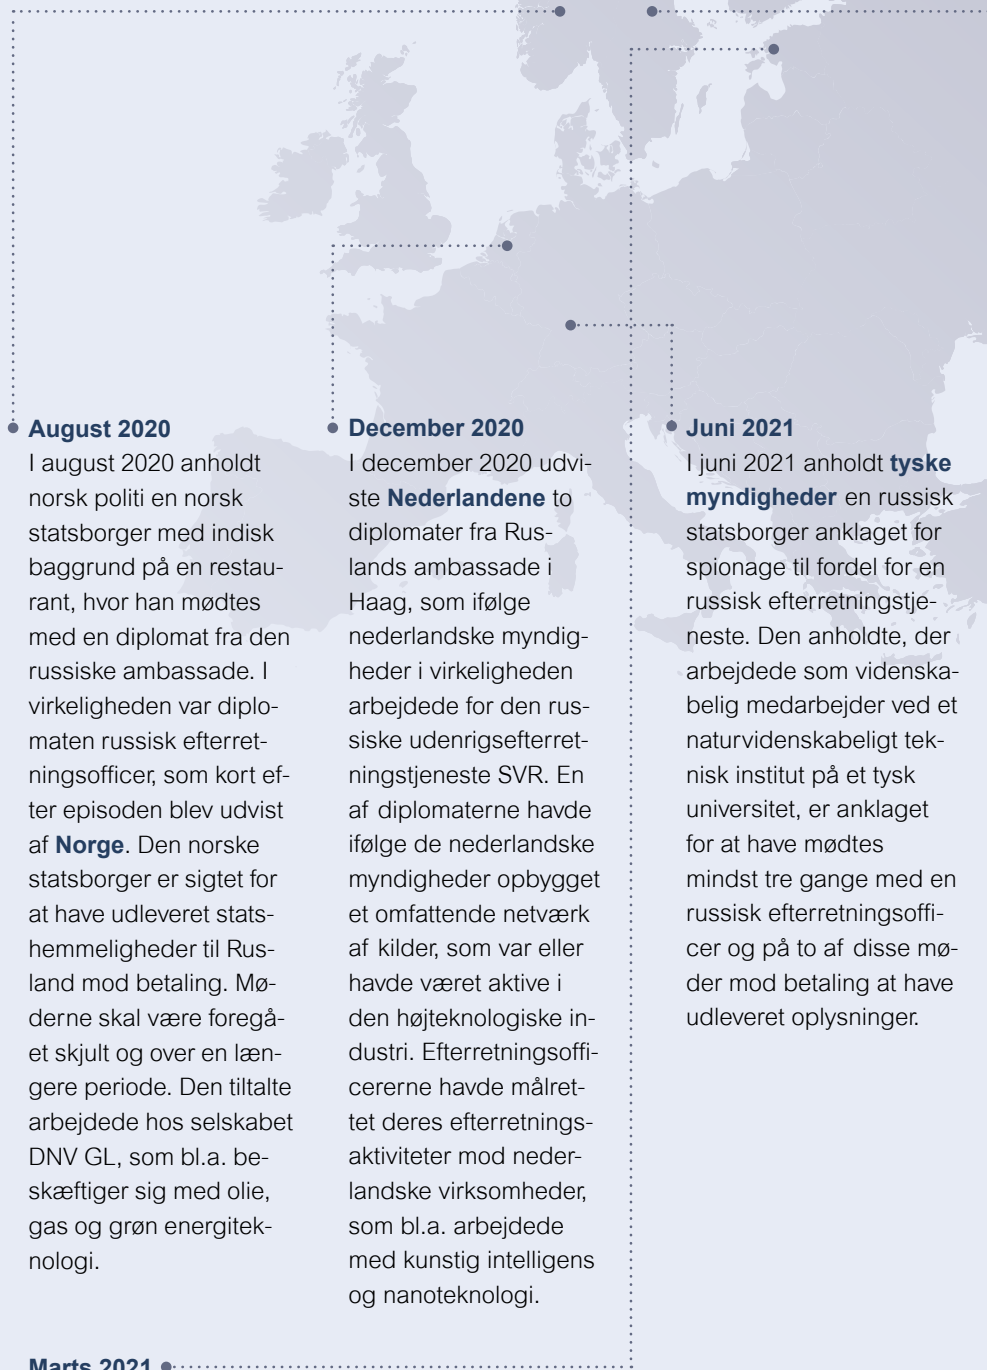 August 2020
I august 2020 anholdt
norsk politi en norsk
statsborger med indisk
baggrund på en restau-
rant, hvor han mødtes
med en diplomat fra den
russiske ambassade. I
virkeligheden var diplo-
maten russisk efterret-
ningsofficer, som kort ef-
ter episoden blev udvist
af Norge. Den norske
statsborger er sigtet for
at have udleveret stats-
hemmeligheder til Rus-
land mod betaling. Mø-
derne skal være foregå-
et skjult og over en læn-
gere periode. Den tiltalte
arbejdede hos selskabet
DNV GL, som bl.a. be-
skæftiger sig med olie,
gas og grøn energitek-
nologi.
December 2020
I december 2020 udvi-
ste Nederlandene to
diplomater fra Rus-
lands ambassade i
Haag, som ifølge
nederlandske myndig-
heder i virkeligheden
arbejdede for den rus-
siske udenrigsefterret-
ningstjeneste SVR. En
af diplomaterne havde
ifølge de nederlandske
myndigheder opbygget
et omfattende netværk
af kilder, som var eller
havde været aktive i
den højteknologiske in-
dustri. Efterretningsoffi-
cererne havde målret-
tet deres efterretnings-
aktiviteter mod neder-
landske virksomheder,
som bl.a. arbejdede
med kunstig intelligens
og nanoteknologi.
Juni 2021
I juni 2021 anholdt tyske
myndigheder en russisk
statsborger anklaget for
spionage til fordel for en
russisk efterretningstje-
neste. Den anholdte, der
arbejdede som videnska-
belig medarbejder ved et
naturvidenskabeligt tek-
nisk institut på et tysk
universitet, er anklaget
for at have mødtes
mindst tre gange med en
russisk efterretningsoffi-
cer og på to af disse mø-
der mod betaling at have
udleveret oplysninger.
Marts 2021